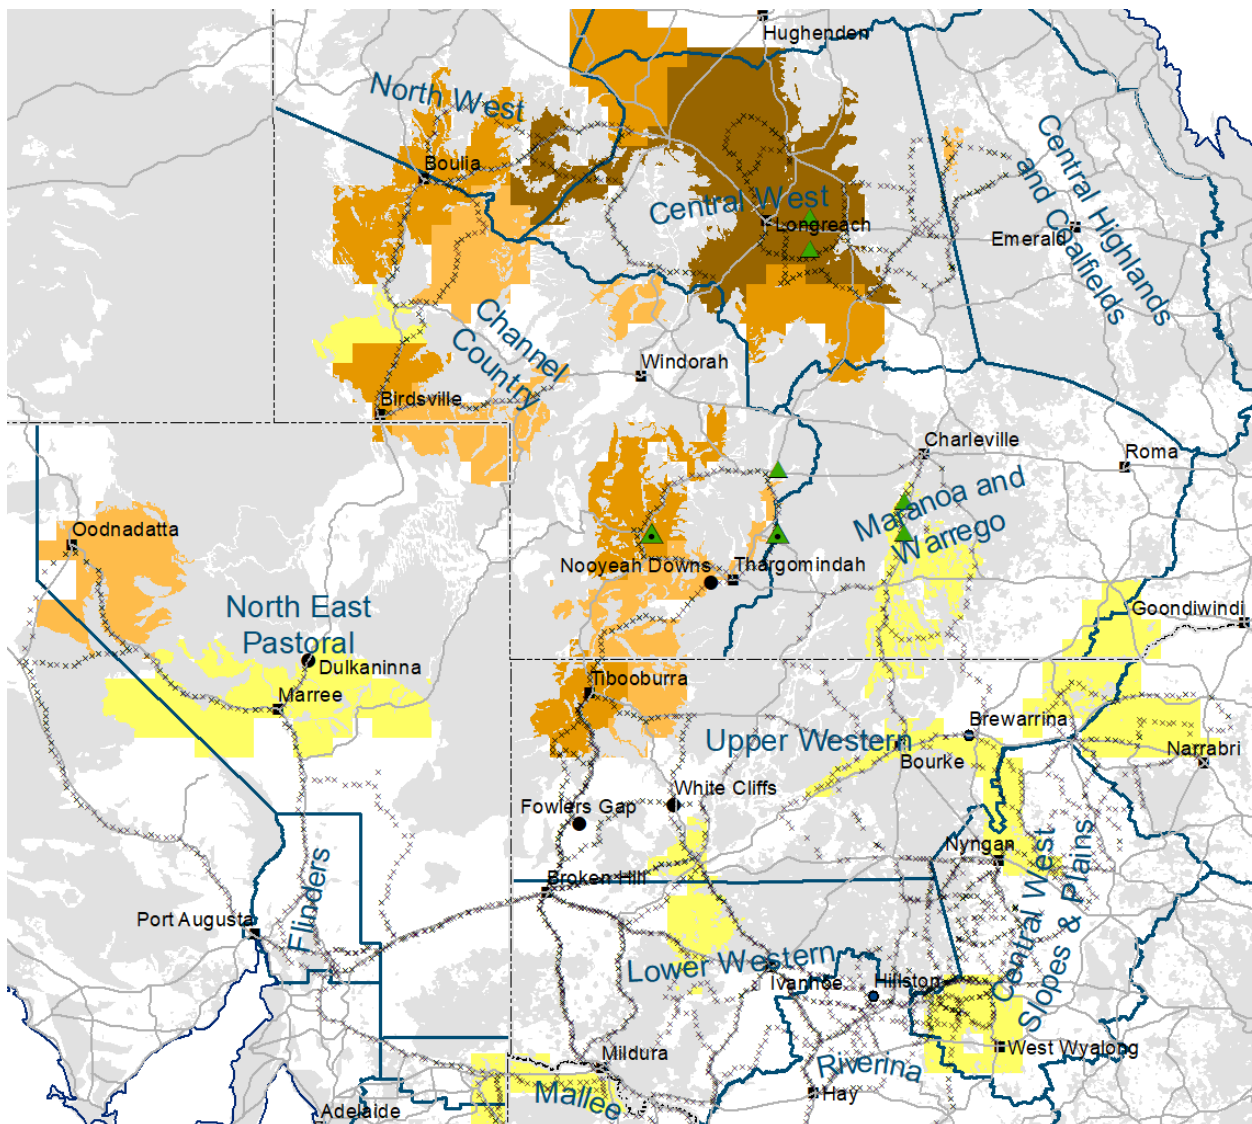 Hughenden
North West
Boulia
Central West
Longreach
Central Highlands
and Coalfields
Emerald
Channel
Country
Windorah
Birdsville
Charleville
Roma
Maranoa and
Warrego
Oodnadatta
Nooyeah Downs
Thargomindah
North East
Pastoral
Goondiwindi
Dulkaninna
Marree
Tibooburra
Brewarrina
Upper Western
Bourke
Narrabri
White Cliffs
Fowlers Gap
Nyngan
Central West
Slopes & Plains
Broken Hill
Port Augusta
Flinders
Lower Western
Ivanhoe
Hillston
Mildura
West Wyalong
Riverina
Mallee
Hay
Adelaide